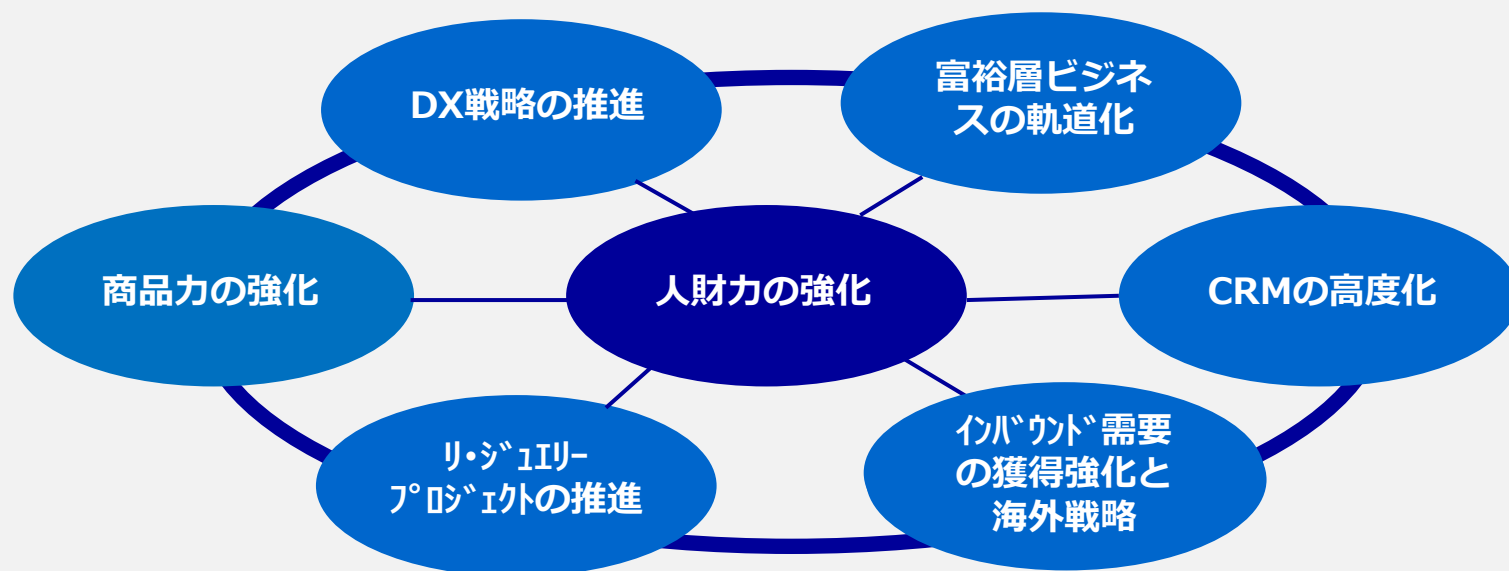 DX戦略の推進
富裕層ビジネ
スの軌道化
商品力の強化
人財力の強化
CRMの高度化
ﾘ・ｼﾞｭｴﾘｰ
ﾌﾟﾛｼﾞｪｸﾄの推進
ｲﾝﾊﾞｳﾝﾄﾞ需要
の獲得強化と
海外戦略